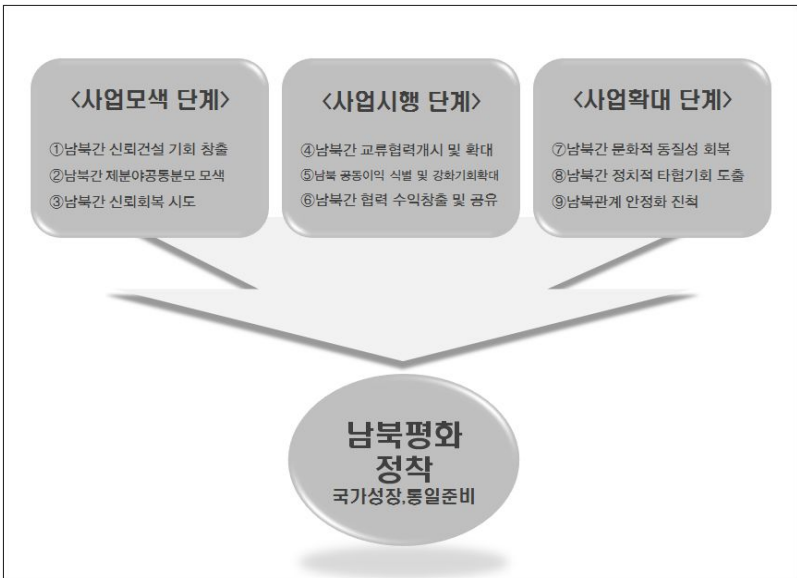 <사업모색 단계>
①남북간 신뢰건설 기회 창출
②남북간 제분야공통분모 모색
③남북간 신뢰회복 시도
<사업시행 단계>
④남북간 교류협력개시 및 확대
⑤남북 공동이익 식별 및 강화기회확대
⑥남북간 협력 수익창출 및 공유
<사업확대 단계>
⑦남북간 문화적 동질성 회복
⑧남북간 정치적 타협기회 도출
⑨남북관계 안정화 진척
남북평화
정착
국가성장,통일준비